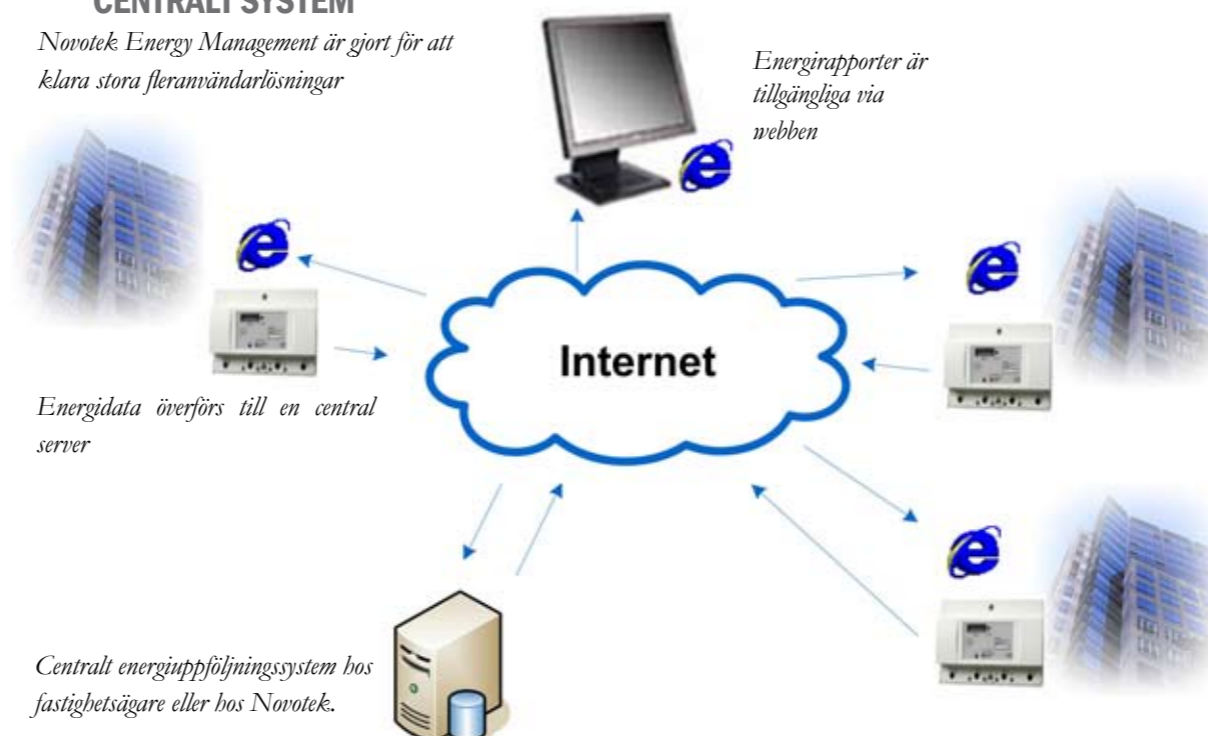 CENTRALT SYSTEM
Novotek Energy Management är gjort för att
klara stora fleranvändarlösningar
Energirapporter är
tillgängliga via
webben
Internet
Energidata överförs till en central
server
Centralt energiuppföljningssystem hos
fastighetsägare eller hos Novotek.